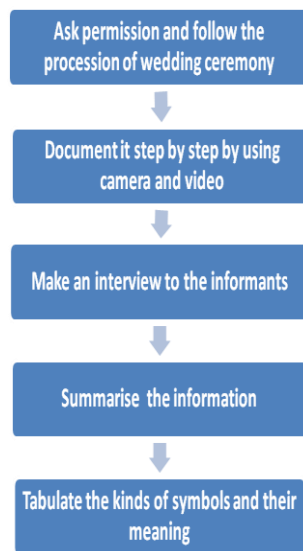 Ask permission and follow the
procession of wedding ceremony
Document it step by step by using
camera and video
Make an interview to the informants
Summarise the information
Tabulate the kinds of symbols and their
meaning